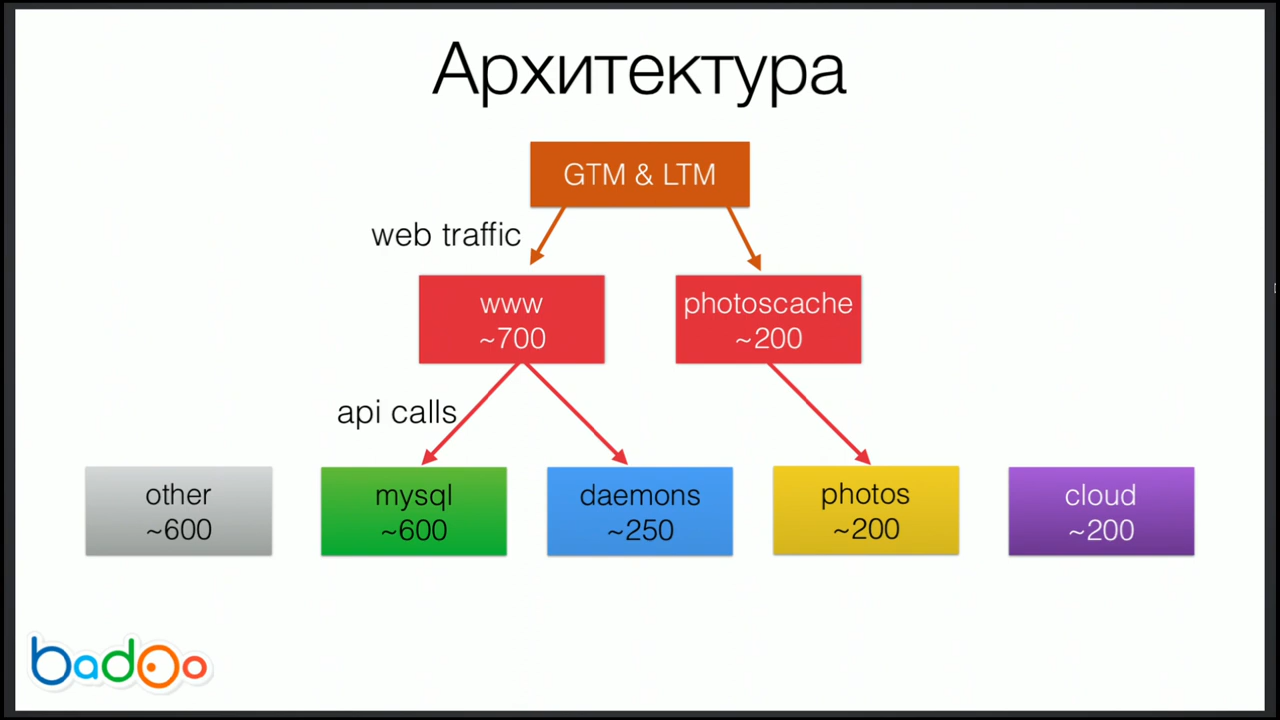 Архитектура
GTM & LTM
web traffic
www
~700
photoscache
~200
api calls
other
~600
mysql
~600
daemons
~250
photos
~200
cloud
~200
badoo